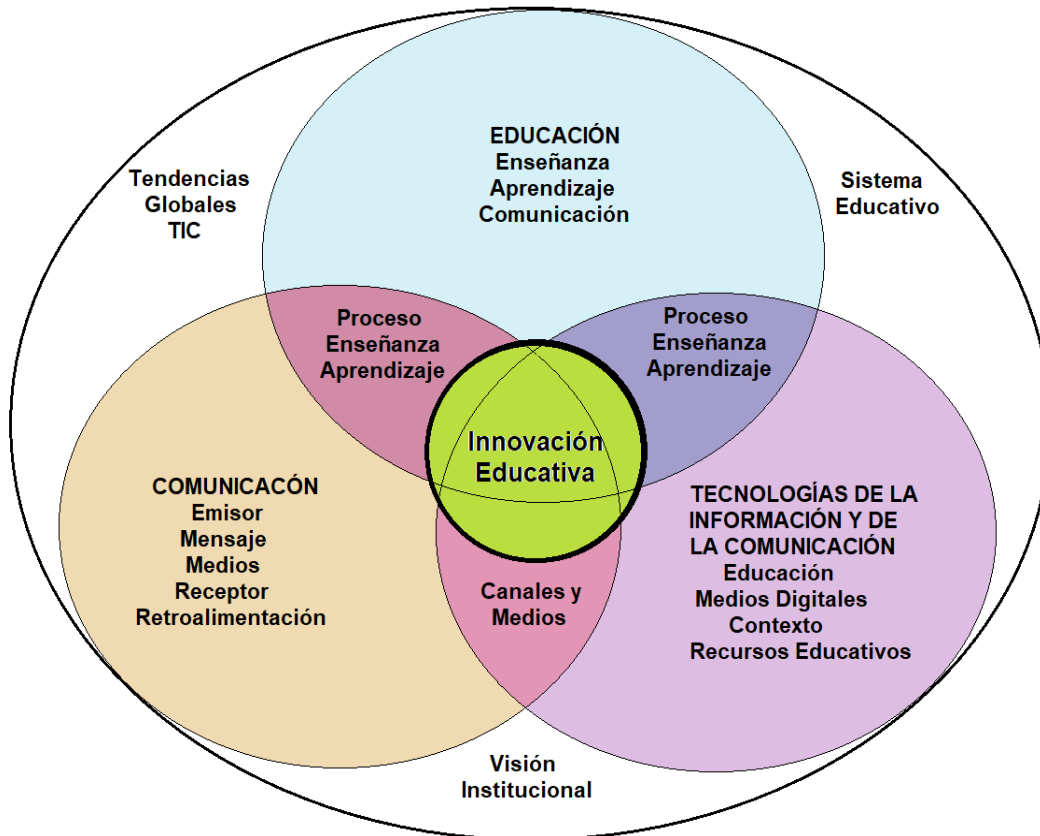 EDUCACIÓN
Enseñanza
Aprendizaje
Comunicación
Tendencias
Globales
TIC
Sistema
Educativo
Proceso
Enseñanza
Aprendizaje
Proceso
Enseñanza
Aprendizaje
Innovación
Educativa
COMUNICACÓN
Emisor
Mensaje
Medios
Receptor
Retroalimentación
TECNOLOGÍAS DE LA
INFORMACIÓN Y DE
LA COMUNICACIÓN
Educación
Medios Digitales
Contexto
Recursos Educativos
Canales y
Medios
Visión
Institucional